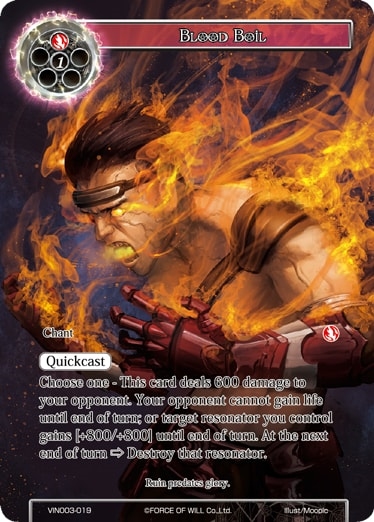 Blood Boil
1
Chant
Quickcast
Choose one - This card deals 600 damage to
your opponent. Your opponent cannot gain life
until end of turn; or target resonator you control
gains [+800/+800] until end of turn. At the next
end of turn ⇨ Destroy that resonator.
Ruin predates glory.
VIN003-019 ©FORCE OF WILL Co.,Ltd. Illust/Moopic